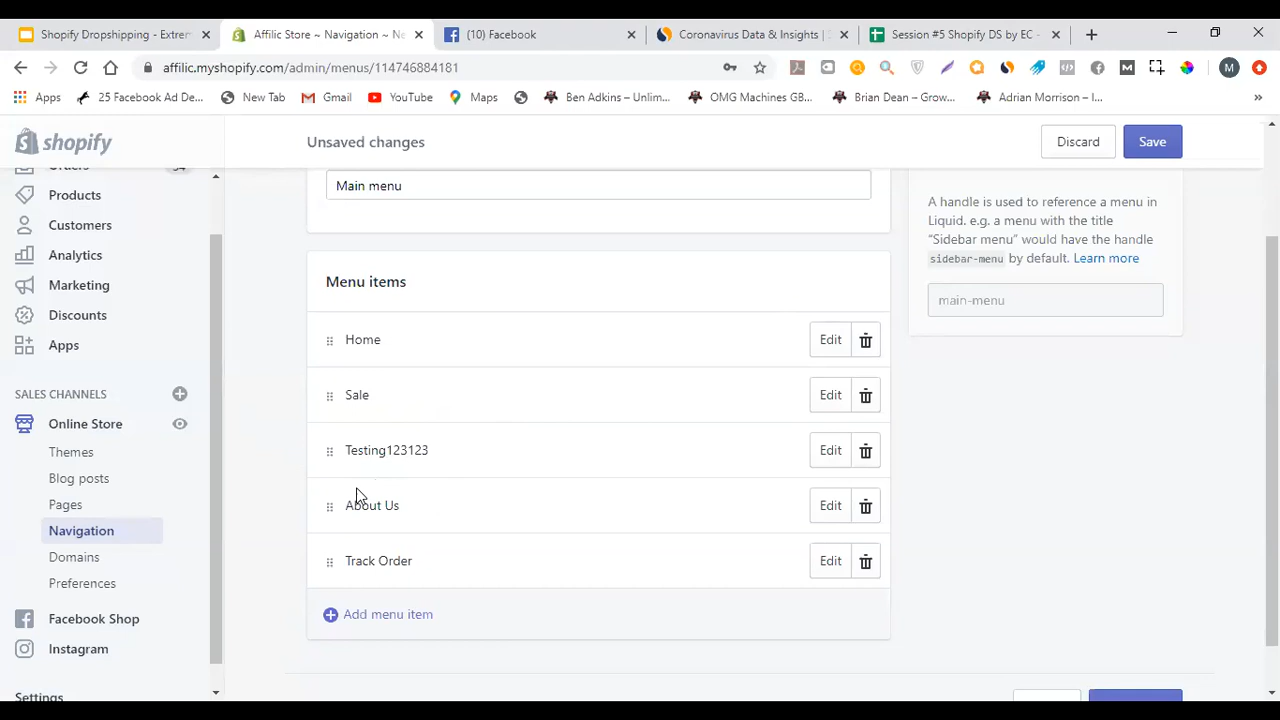 Shopify Dropshipping - Extrem
Affilic Store ~ Navigation ~ Ne
(10) Facebook
Coronavirus Data & Insights | S
Session #5 Shopify DS by EC -
affilic.myshopify.com/admin/menus/114746884181
M
Apps
25 Facebook Ad De...
New Tab
Gmail
YouTube
Maps
Ben Adkins – Unlim...
OMG Machines GB...
Brian Dean – Grow...
Adrian Morrison – I...
»
shopify
Unsaved changes
Discard
Save
Orders
54
Products
Customers
Analytics
Marketing
Discounts
Apps
SALES CHANNELS
Online Store
Themes
Blog posts
Pages
Navigation
Domains
Preferences
Facebook Shop
Instagram
Settings
Main menu
Menu items
Home
Edit
Sale
Edit
Testing123123
Edit
About Us
Edit
Track Order
Edit
Add menu item
A handle is used to reference a menu in
Liquid. e.g. a menu with the title
“Sidebar menu” would have the handle
sidebar-menu by default. Learn more
main-menu